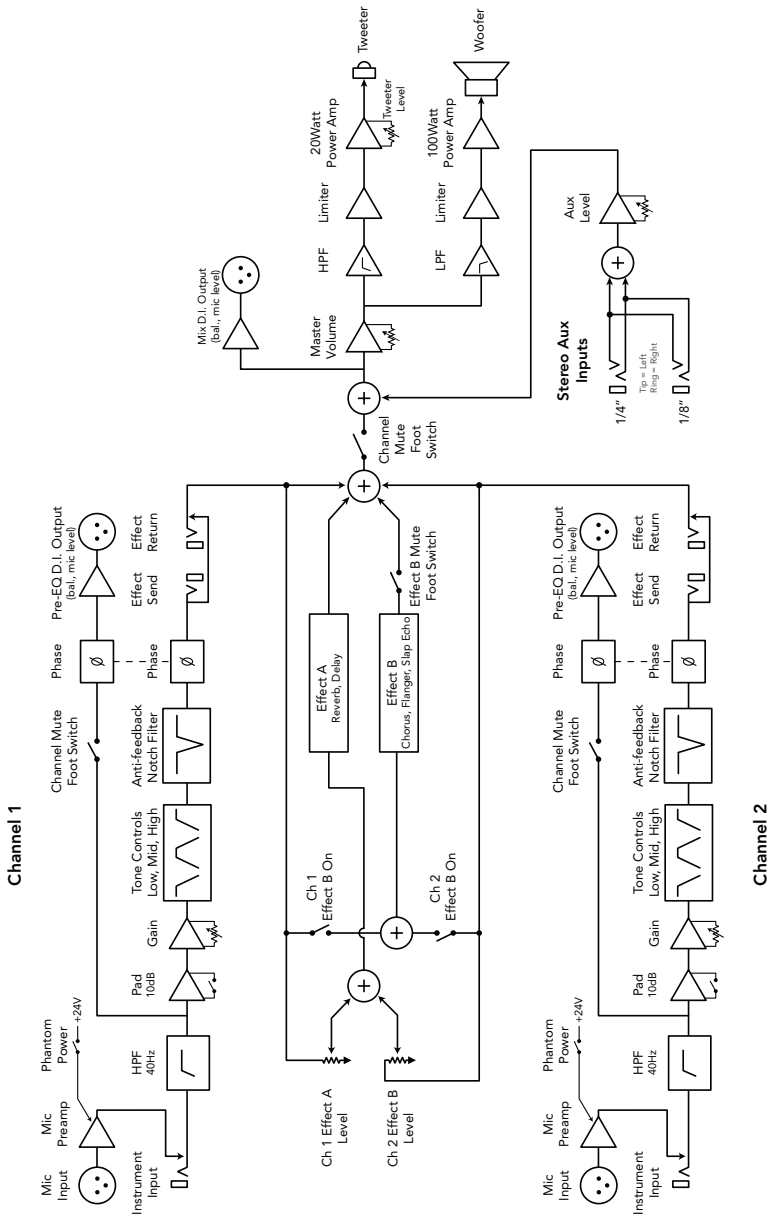 Channel 1
Mic
Input
Mic
Preamp
Phantom
Power
+24V
Instrument
Input
HPF
40Hz
Pad
10dB
Gain
Tone Controls
Low, Mid, High
Anti-feedback
Notch Filter
Channel Mute
Foot Switch
Phase
Ø
Phase
Ø
Pre-EQ D.I. Output
(bal., mic level)
Effect
Send
Effect
Return
Ch 1 Effect A
Level
Ch 2 Effect B
Level
+
+
Ch 1
Effect B On
Ch 2
Effect B On
Effect A
Reverb, Delay
Effect B
Chorus, Flanger, Slap Echo
Effect B Mute
Foot Switch
+
Channel
Mute
Foot
Switch
+
Mix D.I. Output
(bal., mic level)
Master
Volume
HPF
Limiter
20Watt
Power Amp
Tweeter
Level
Tweeter
LPF
Limiter
100Watt
Power Amp
Woofer
Stereo Aux
Inputs
1/4"
Tip = Left
Ring = Right
1/8"
+
Aux
Level
Channel 2
Mic
Input
Mic
Preamp
Phantom
Power
+24V
Instrument
Input
HPF
40Hz
Pad
10dB
Gain
Tone Controls
Low, Mid, High
Anti-feedback
Notch Filter
Channel Mute
Foot Switch
Phase
Ø
Phase
Ø
Pre-EQ D.I. Output
(bal., mic level)
Effect
Send
Effect
Return